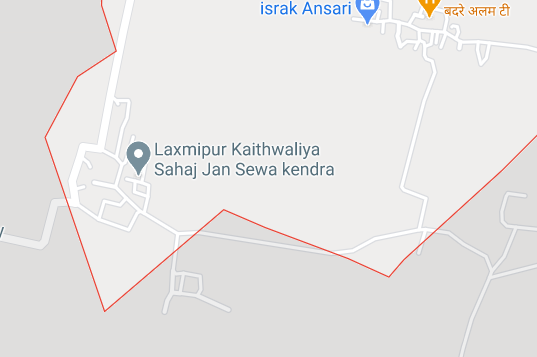 israk Ansari
बदरे अलम टी
Laxmipur Kaithwaliya
Sahaj Jan Sewa kendra